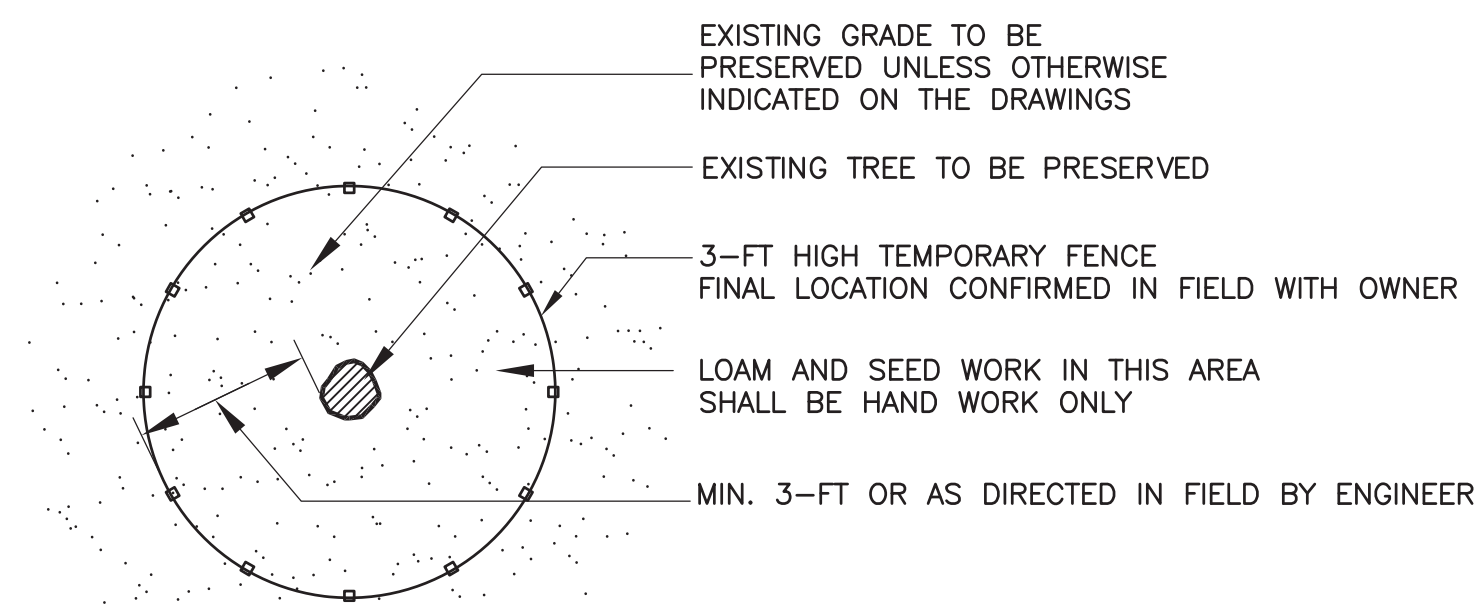 EXISTING GRADE TO BE
PRESERVED UNLESS OTHERWISE
INDICATED ON THE DRAWINGS
EXISTING TREE TO BE PRESERVED
3-FT HIGH TEMPORARY FENCE
FINAL LOCATION CONFIRMED IN FIELD WITH OWNER
LOAM AND SEED WORK IN THIS AREA
SHALL BE HAND WORK ONLY
MIN. 3-FT OR AS DIRECTED IN FIELD BY ENGINEER